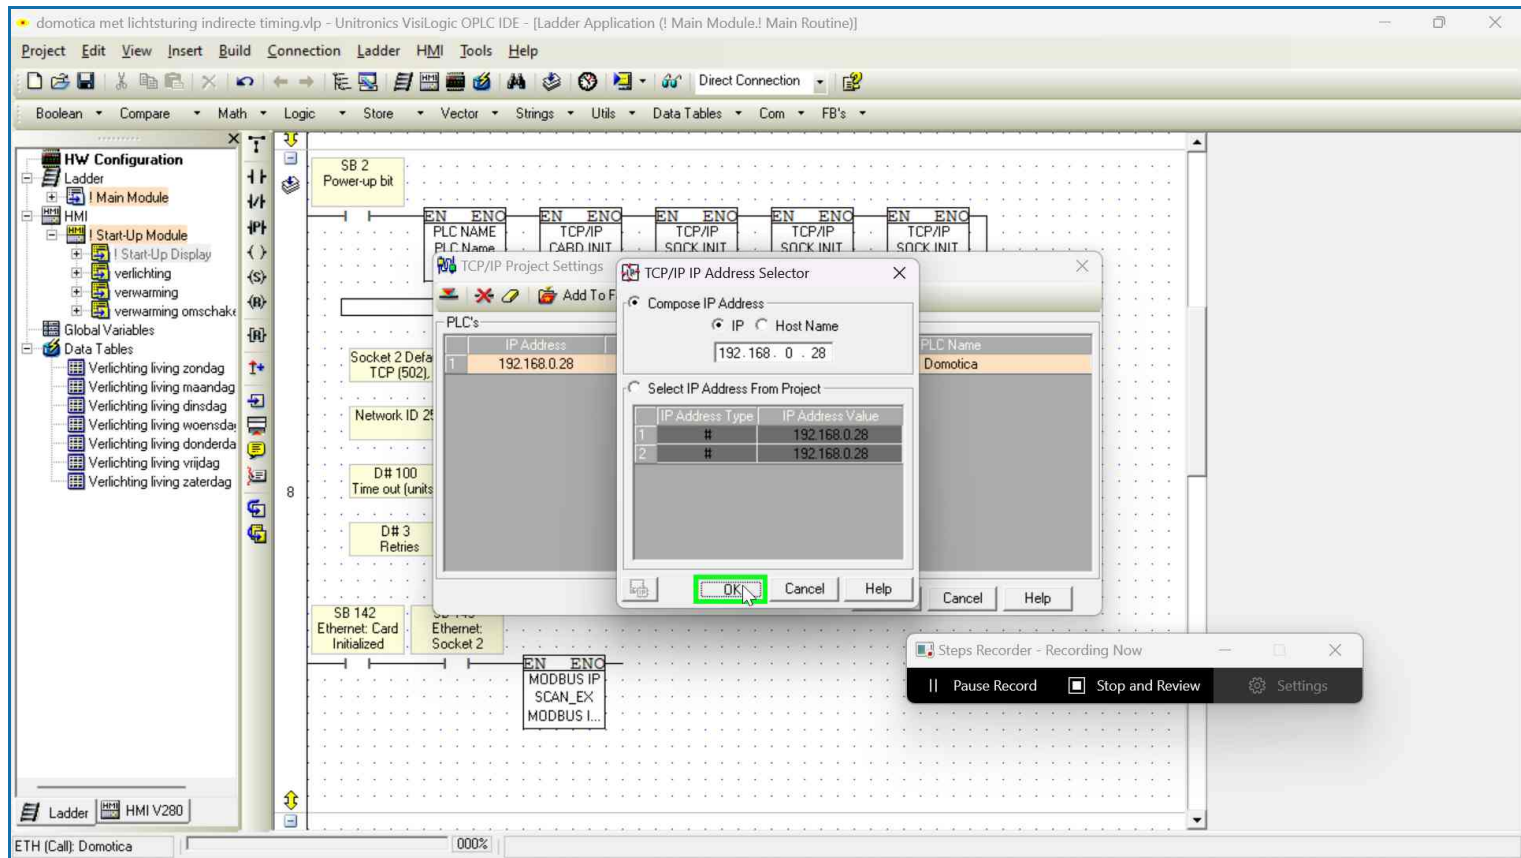 domotica met lichtsturing indirecte timing.vlp - Unitronics VisiLogic OPLC IDE - [Ladder Application (! Main Module.! Main Routine)]
Project Edit View Insert Build Connection Ladder HMI Tools Help
Direct Connection
Boolean Compare Math Logic Store Vector Strings Utils Data Tables Com FB's
HW Configuration
Ladder
! Main Module
HMI
! Start-Up Module
! Start-Up Display
verlichting
verwarming
verwarming omschake
Global Variables
Data Tables
Verlichting living zondag
Verlichting living maandag
Verlichting living dinsdag
Verlichting living woensda
Verlichting living donderda
Verlichting living vrijdag
Verlichting living zaterdag
Ladder HMI V280
SB 2
Power-up bit
EN ENO EN ENO EN ENO EN ENO EN ENO
PLC NAME TCP/IP TCP/IP TCP/IP TCP/IP
PLC Name CARD INIT SOCK INIT SOCK INIT SOCK INIT
Socket 2 Defa
TCP (502),
Network ID 25
D# 100
Time out (units
8
D# 3
Retries
SB 142
Ethernet: Card
Initialized
Ethernet:
Socket 2
EN ENO
MODBUS IP
SCAN_EX
MODBUS I...
TCP/IP Project Settings
Add To F
PLC's
IP Address PLC Name
1 192.168.0.28 Domotica
Cancel Help
TCP/IP IP Address Selector
Compose IP Address
IP Host Name
192.168. 0 . 28
Select IP Address From Project
IP Address Type IP Address Value
1 # 192.168.0.28
2 # 192.168.0.28
OK Cancel Help
Steps Recorder - Recording Now
Pause Record Stop and Review Settings
ETH (Call): Domotica 000%